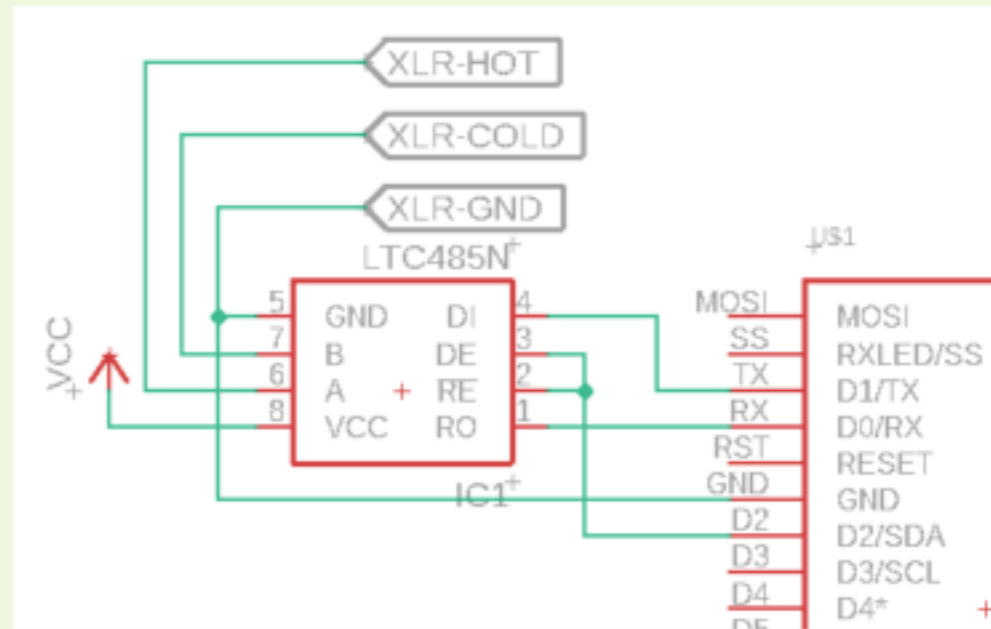 XLR-HOT
XLR-COLD
XLR-GND
LTC485N
U$1
VCC
5 GND DI 4
7 B DE 3
6 A RE 2
8 VCC RO 1
IC1
MOSI MOSI
SS RXLED/SS
TX D1/TX
RX D0/RX
RST RESET
GND GND
D2 D2/SDA
D3 D3/SCL
D4 D4*
D5